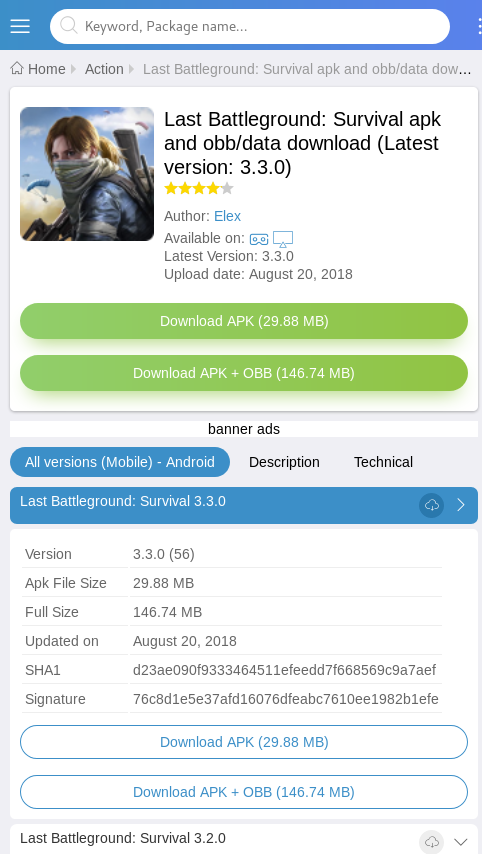 Keyword, Package name...
Home Action Last Battleground: Survival apk and obb/data dow...
Last Battleground: Survival apk
and obb/data download (Latest
version: 3.3.0)
Author: Elex
Available on:
Latest Version: 3.3.0
Upload date: August 20, 2018
Download APK (29.88 MB)
Download APK + OBB (146.74 MB)
banner ads
All versions (Mobile) - Android Description Technical
Last Battleground: Survival 3.3.0
Version 3.3.0 (56)
Apk File Size 29.88 MB
Full Size 146.74 MB
Updated on August 20, 2018
SHA1 d23ae090f9333464511efeedd7f668569c9a7aef
Signature 76c8d1e5e37afd16076dfeabc7610ee1982b1efe
Download APK (29.88 MB)
Download APK + OBB (146.74 MB)
Last Battleground: Survival 3.2.0